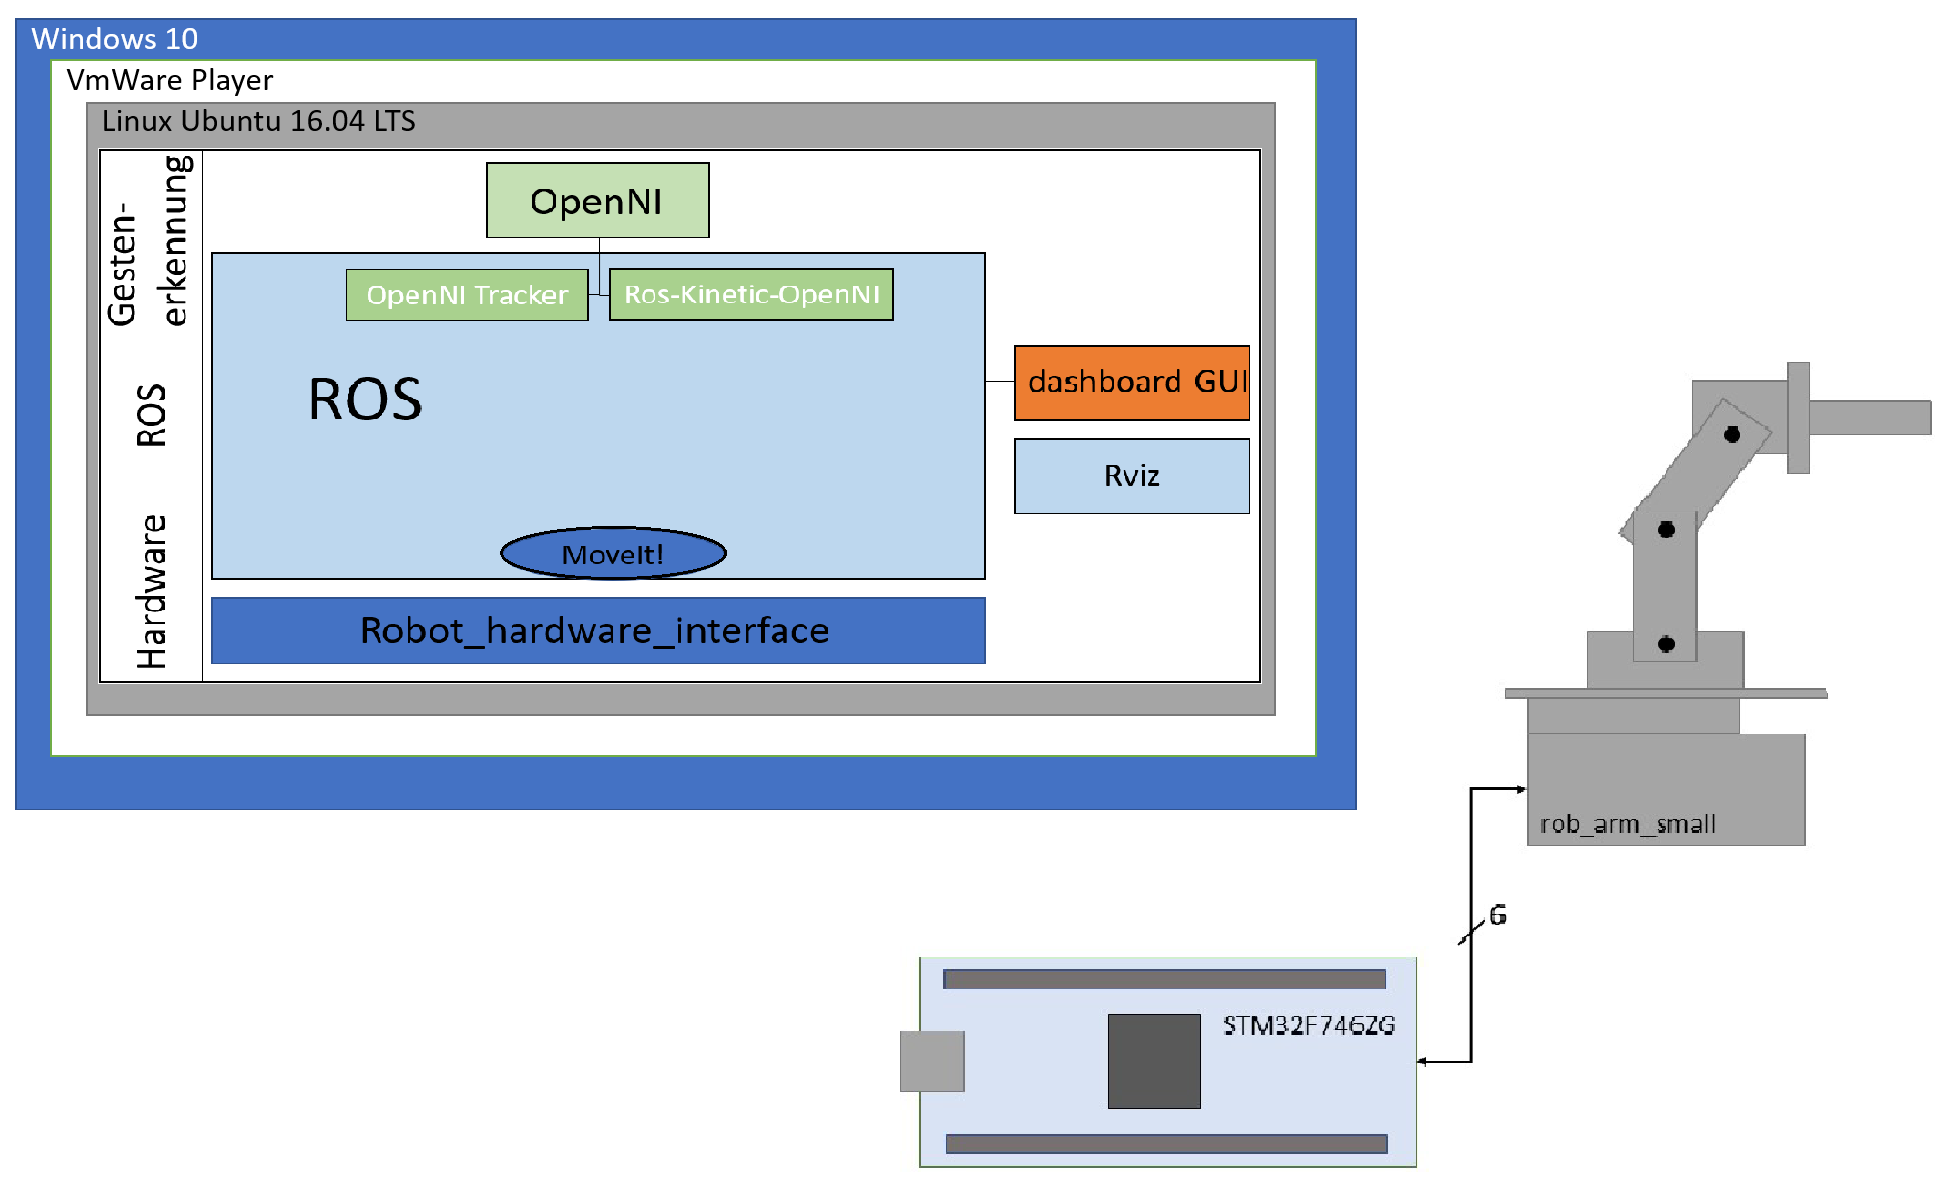 Windows 10
VmWare Player
Linux Ubuntu 16.04 LTS
Gesten-
erkennung
ROS
Hardware
OpenNI
OpenNI Tracker
Ros-Kinetic-OpenNI
ROS
dashboard GUI
Rviz
MoveIt!
Robot_hardware_interface
rob_arm_small
6
STM32F746ZG